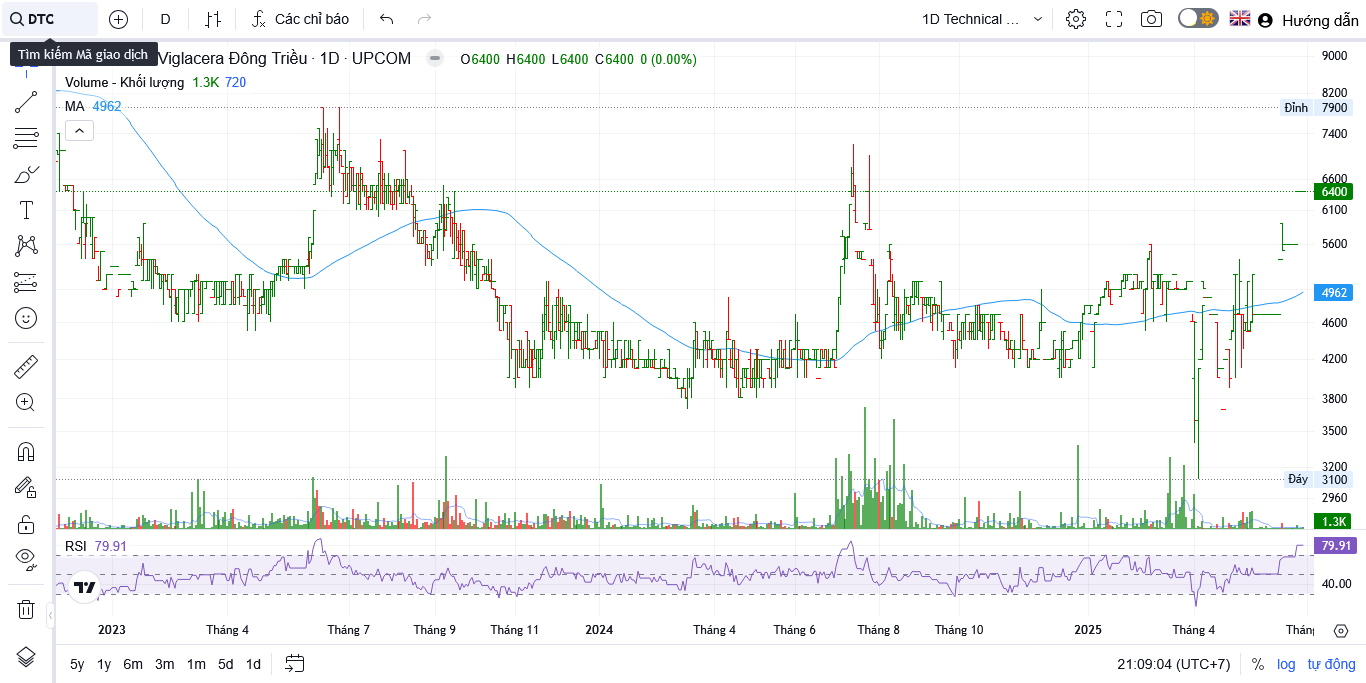 DTC
D
Các chỉ báo
1D Technical ...
Hướng dẫn
Tìm kiếm Mã giao dịch
Viglacera Đông Triều · 1D · UPCOM
O6400 H6400 L6400 C6400 0 (0.00%)
Volume - Khối lượng 1.3K 720
MA 4962
9000
8200
Đỉnh 7900
7400
6600
6400
6100
5600
4962
4600
4200
3800
3500
3200
Đáy 3100
2960
1.3K
RSI 79.91
79.91
40.00
2023 Tháng 4 Tháng 7 Tháng 9 Tháng 11 2024 Tháng 4 Tháng 6 Tháng 8 Tháng 10 2025 Tháng 4 Tháng
5y 1y 6m 3m 1m 5d 1d
21:09:04 (UTC+7) % log tự động